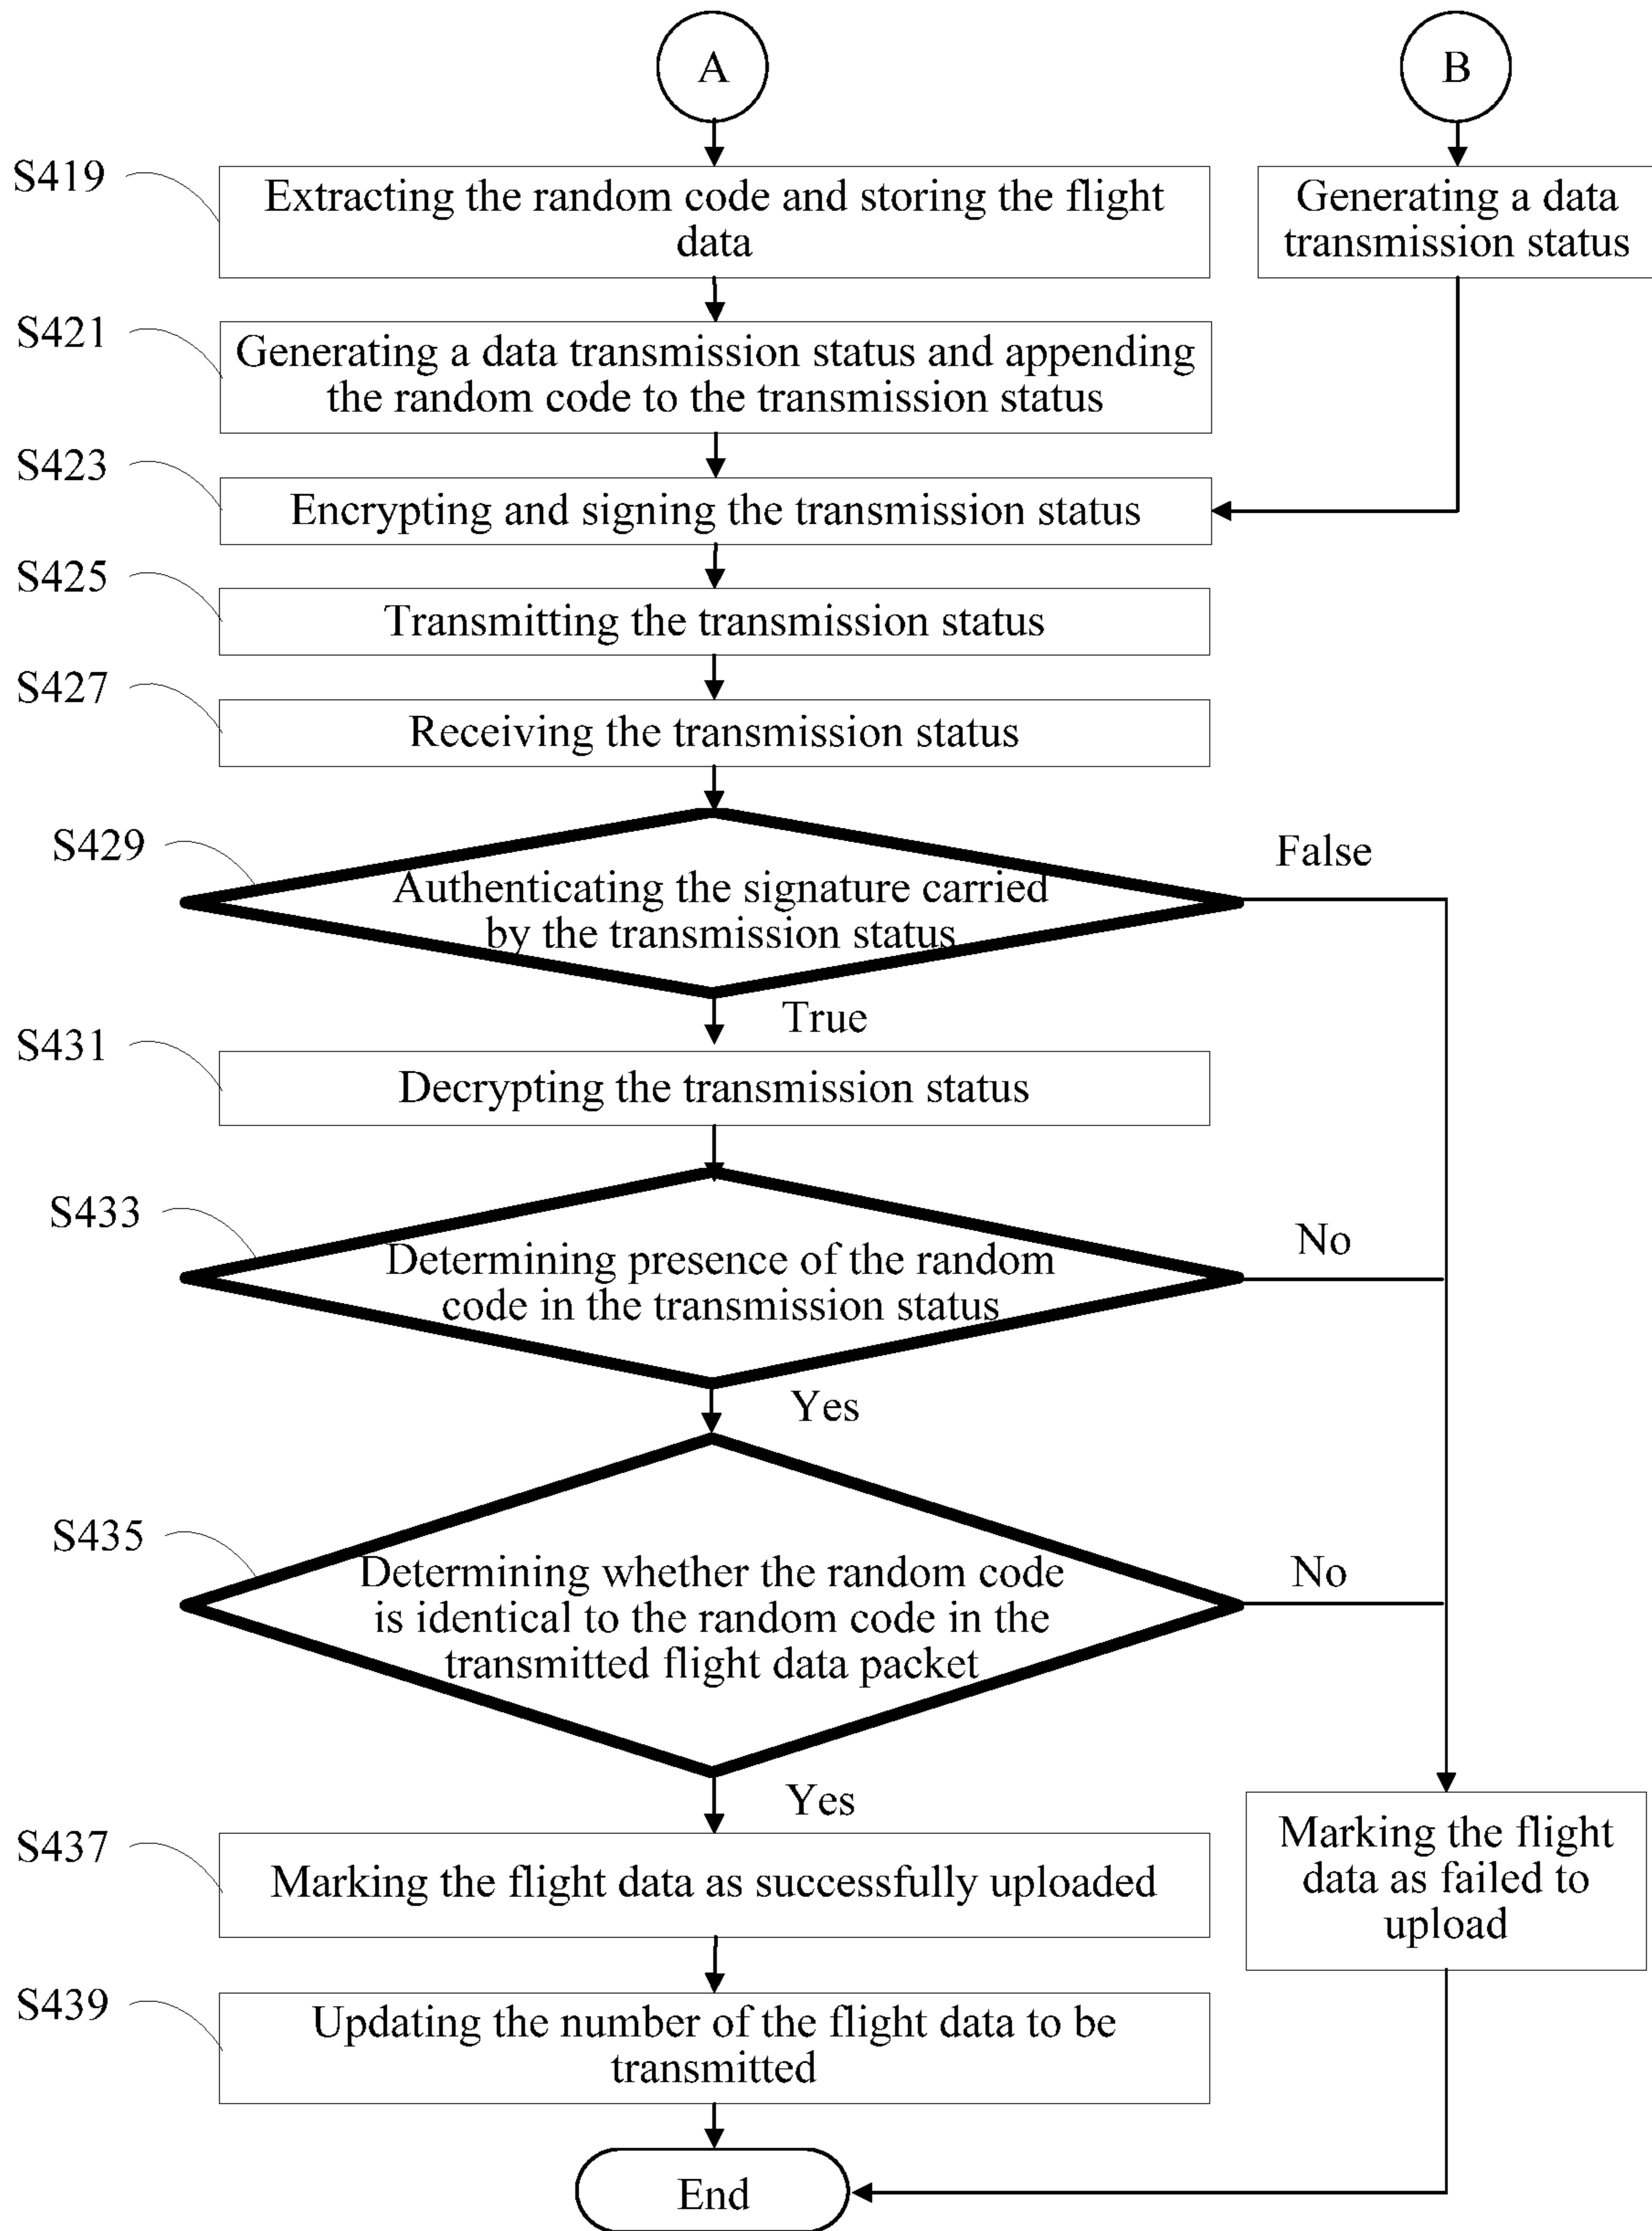 A
B
S419
Extracting the random code and storing the flight
data
Generating a data
transmission status
S421
Generating a data transmission status and appending
the random code to the transmission status
S423
Encrypting and signing the transmission status
S425
Transmitting the transmission status
S427
Receiving the transmission status
S429
Authenticating the signature carried
by the transmission status
False
True
S431
Decrypting the transmission status
S433
Determining presence of the random
code in the transmission status
No
Yes
S435
Determining whether the random code
is identical to the random code in the
transmitted flight data packet
No
Yes
S437
Marking the flight data as successfully uploaded
Marking the flight
data as failed to
upload
S439
Updating the number of the flight data to be
transmitted
End